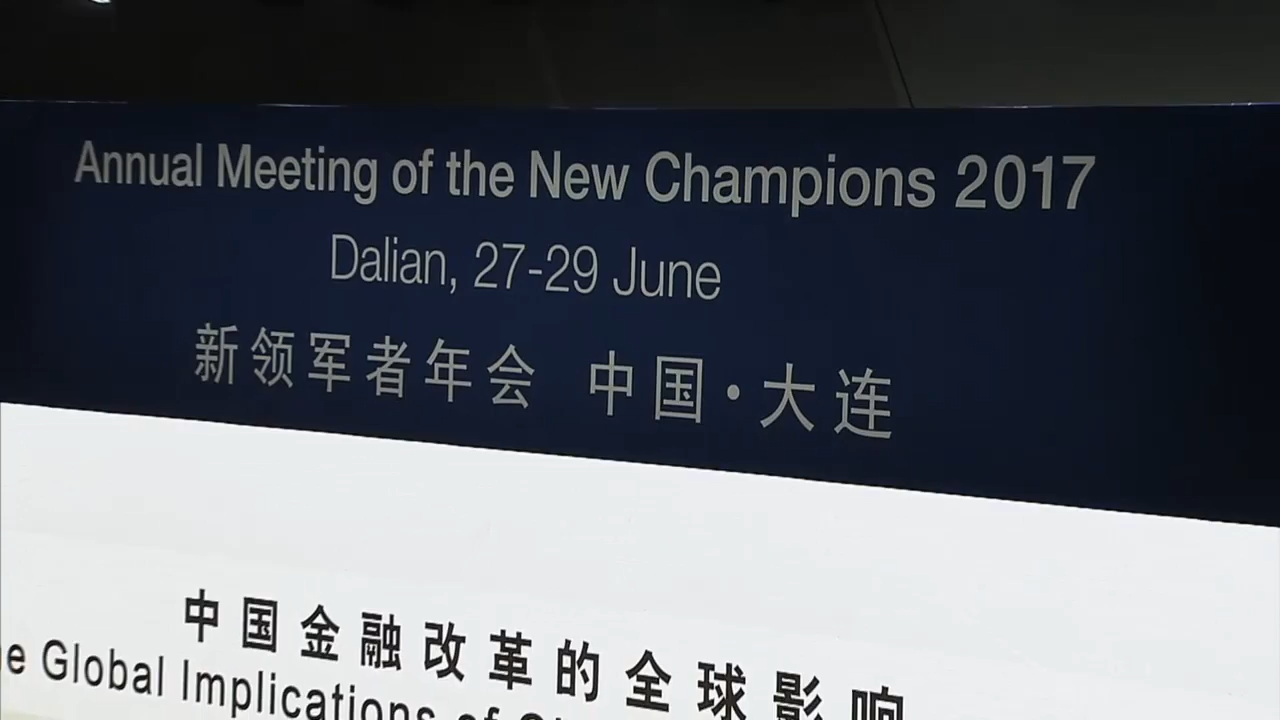 Annual Meeting of the New Champions 2017
Dalian, 27-29 June
新领军者年会 中国·大连
中国金融改革的全球影响
Global Implications of